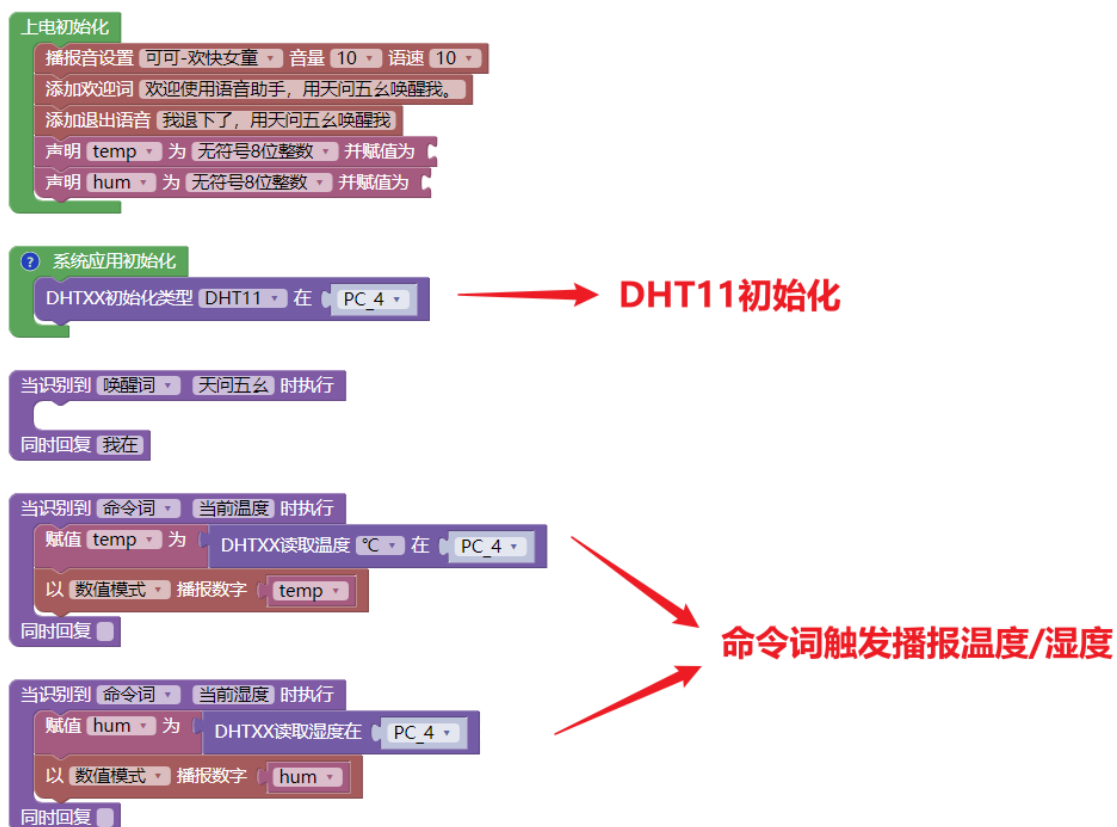 上电初始化
播报音设置 可可-欢快女童 音量 10 语速 10
添加欢迎词 欢迎使用语音助手，用天问五幺唤醒我。
添加退出语音 我退下了，用天问五幺唤醒我
声明 temp 为 无符号8位整数 并赋值为
声明 hum 为 无符号8位整数 并赋值为
? 系统应用初始化
DHTXX初始化类型 DHT11 在 PC_4
DHT11初始化
当识别到 唤醒词 天问五幺 时执行
同时回复 我在
当识别到 命令词 当前温度 时执行
赋值 temp 为 DHTXX读取温度 ℃ 在 PC_4
以 数值模式 播报数字 temp
同时回复
命令词触发播报温度/湿度
当识别到 命令词 当前湿度 时执行
赋值 hum 为 DHTXX读取湿度在 PC_4
以 数值模式 播报数字 hum
同时回复